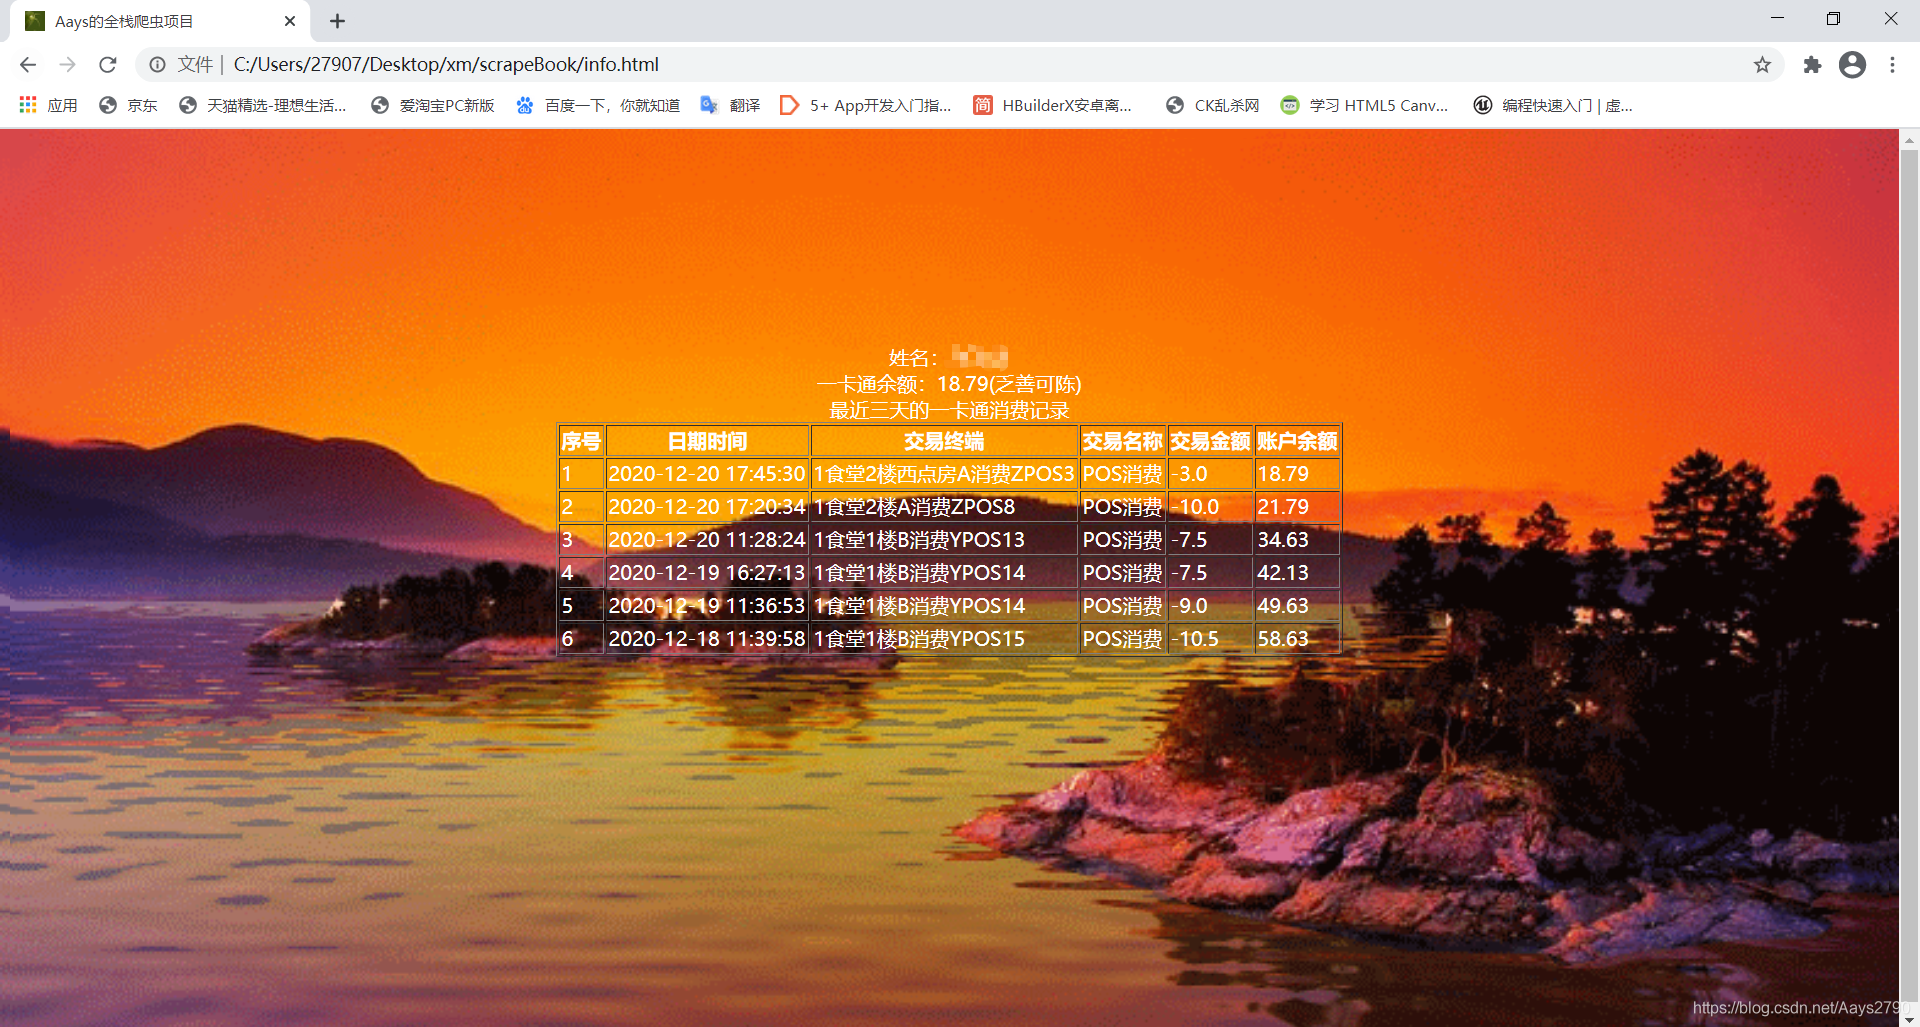 Aays的全栈爬虫项目
文件 | C:/Users/27907/Desktop/xm/scrapeBook/info.html
应用 京东 天猫精选-理想生活... 爱淘宝PC新版 百度一下，你就知道 翻译 5+ App开发入门指... 简 HBuilderX安卓离... CK乱杀网 学习 HTML5 Canv... 编程快速入门 | 虚...
姓名：
一卡通余额：18.79(乏善可陈)
最近三天的一卡通消费记录
序号 日期时间 交易终端 交易名称 交易金额 账户余额
1 2020-12-20 17:45:30 1食堂2楼西点房A消费ZPOS3 POS消费 -3.0 18.79
2 2020-12-20 17:20:34 1食堂2楼A消费ZPOS8 POS消费 -10.0 21.79
3 2020-12-20 11:28:24 1食堂1楼B消费YPOS13 POS消费 -7.5 34.63
4 2020-12-19 16:27:13 1食堂1楼B消费YPOS14 POS消费 -7.5 42.13
5 2020-12-19 11:36:53 1食堂1楼B消费YPOS14 POS消费 -9.0 49.63
6 2020-12-18 11:39:58 1食堂1楼B消费YPOS15 POS消费 -10.5 58.63
https://blog.csdn.net/Aays279